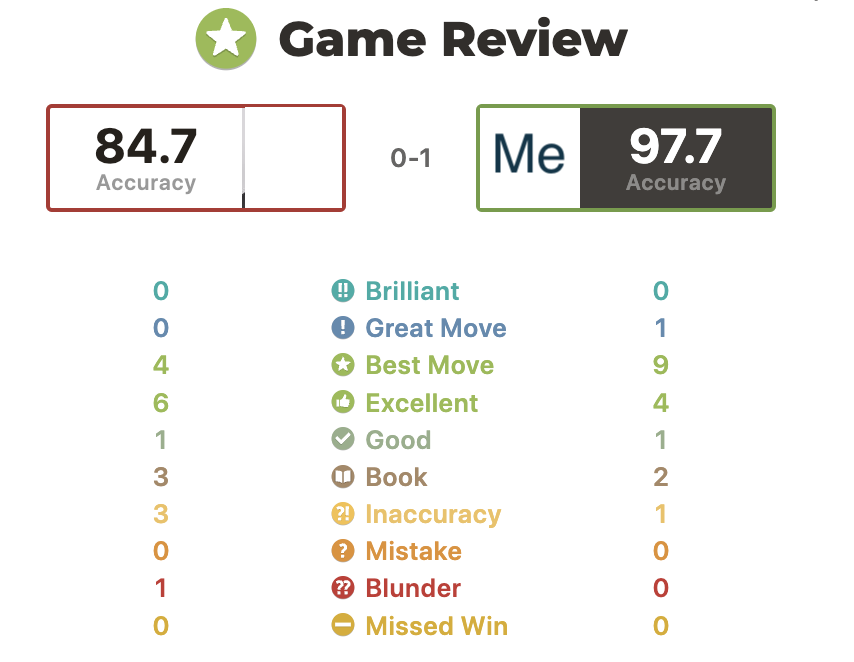 Game Review
84.7
Accuracy
0-1
Me
97.7
Accuracy
0 !! Brilliant 0
0 ! Great Move 1
4 Best Move 9
6 Excellent 4
1 Good 1
3 Book 2
3 ?! Inaccuracy 1
0 ? Mistake 0
1 ?? Blunder 0
0 Missed Win 0